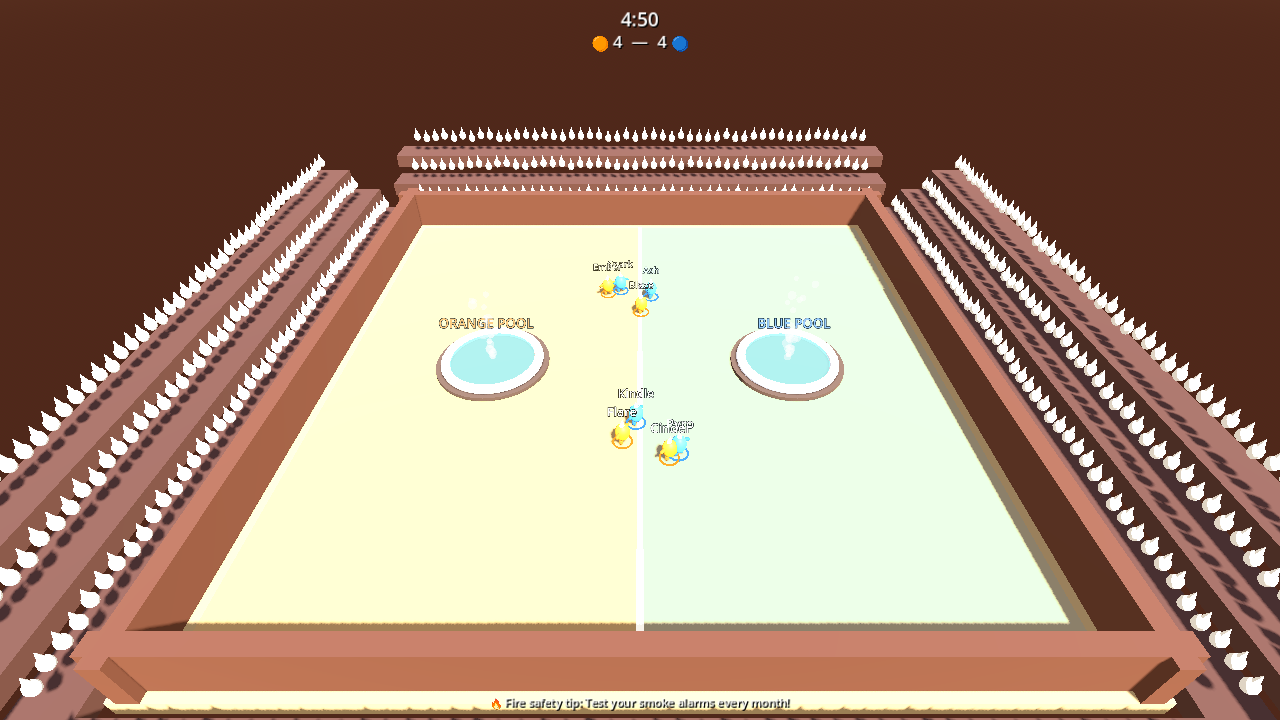 4:50
🟠 4 — 4 🔵
Ash
ORANGE POOL
BLUE POOL
Kindle
Flare
🔥 Fire safety tip: Test your smoke alarms every month!